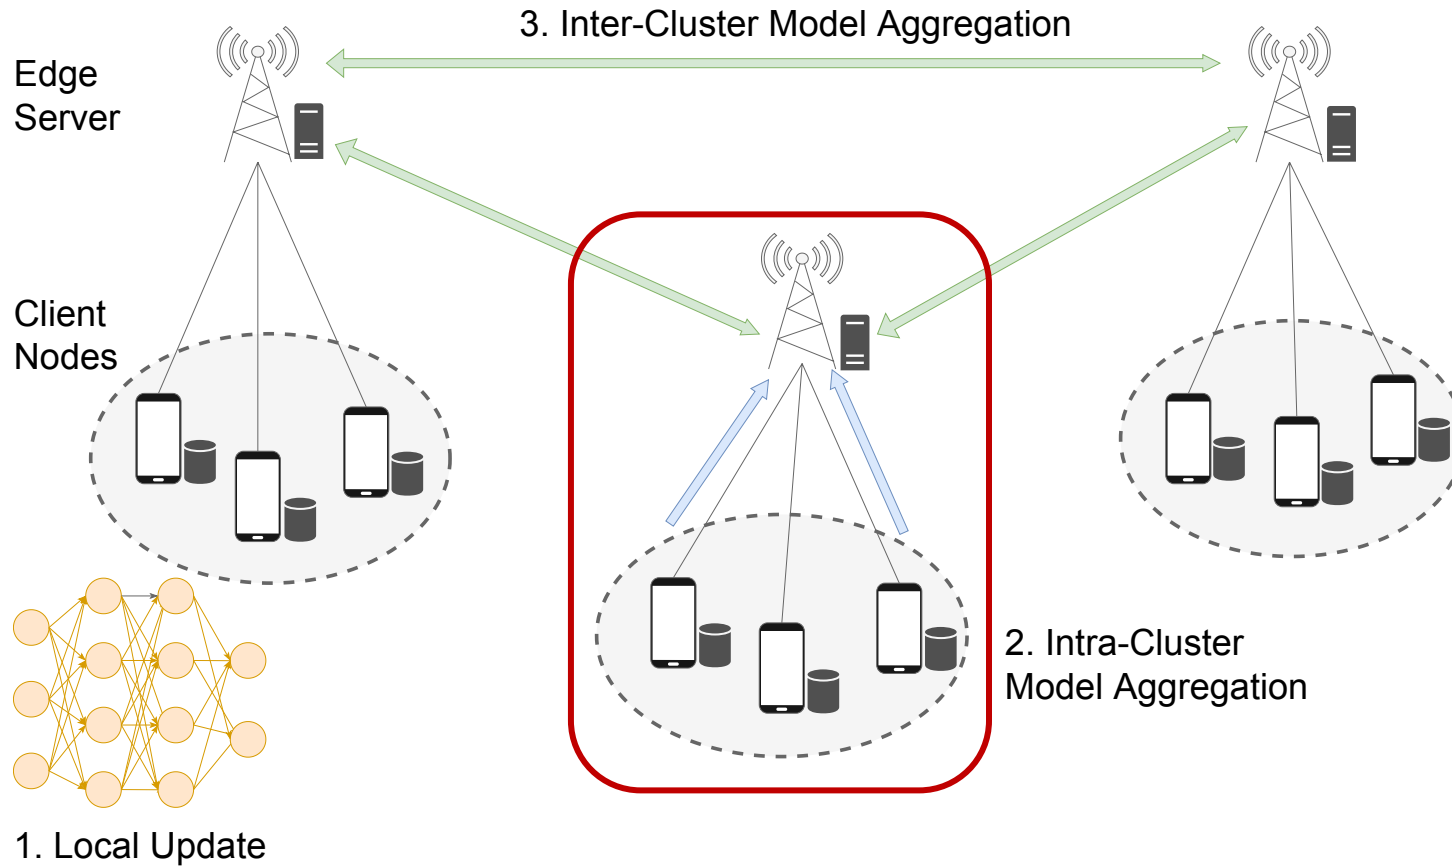 3. Inter-Cluster Model Aggregation
Edge
Server
Client
Nodes
2. Intra-Cluster
Model Aggregation
1. Local Update